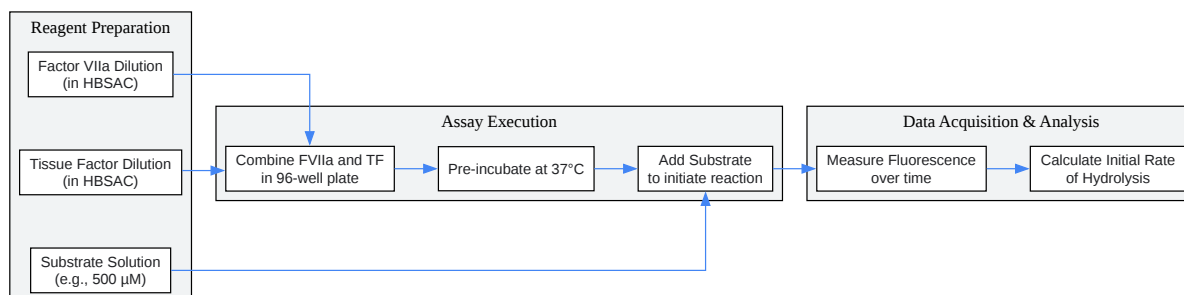 Reagent Preparation
Factor VIIa Dilution
(in HBSAC)
Tissue Factor Dilution
(in HBSAC)
Substrate Solution
(e.g., 500 µM)
Assay Execution
Combine FVIIa and TF
in 96-well plate
Pre-incubate at 37°C
Add Substrate
to initiate reaction
Data Acquisition & Analysis
Measure Fluorescence
over time
Calculate Initial Rate
of Hydrolysis